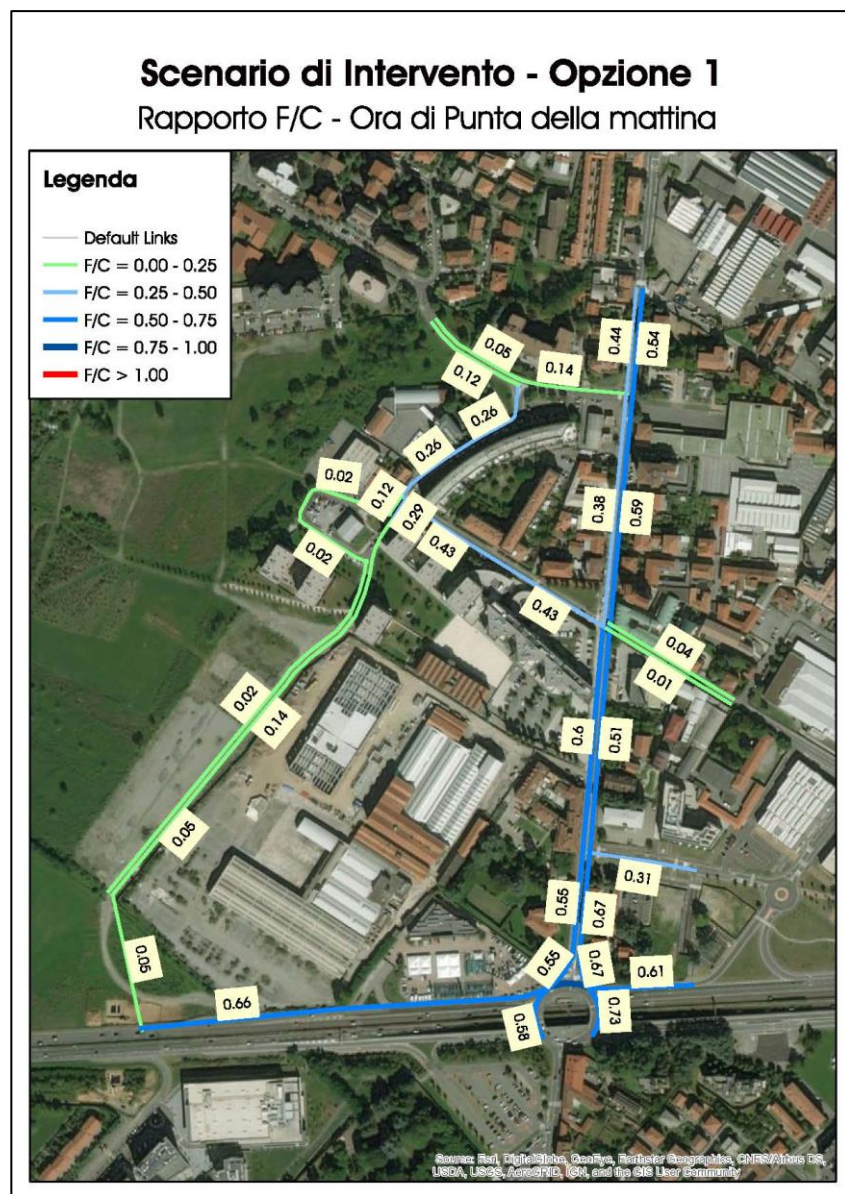 Scenario di Intervento - Opzione 1
Rapporto F/C - Ora di Punta della mattina
Legenda
Default Links
F/C = 0.00 - 0.25
F/C = 0.25 - 0.50
F/C = 0.50 - 0.75
F/C = 0.75 - 1.00
F/C > 1.00
0.44
0.54
0.05
0.12
0.14
0.26
0.26
0.02
0.12
0.29
0.38
0.59
0.43
0.02
0.43
0.04
0.01
0.02
0.14
0.6
0.51
0.05
0.31
0.55
0.67
0.05
0.55
0.67
0.61
0.66
0.58
0.73
Source: Esri, DigitalGlobe, GeoEye, Earthstar Geographics, CNES/Airbus DS,
USDA, USGS, AeroGRID, IGN, and the GIS User Community